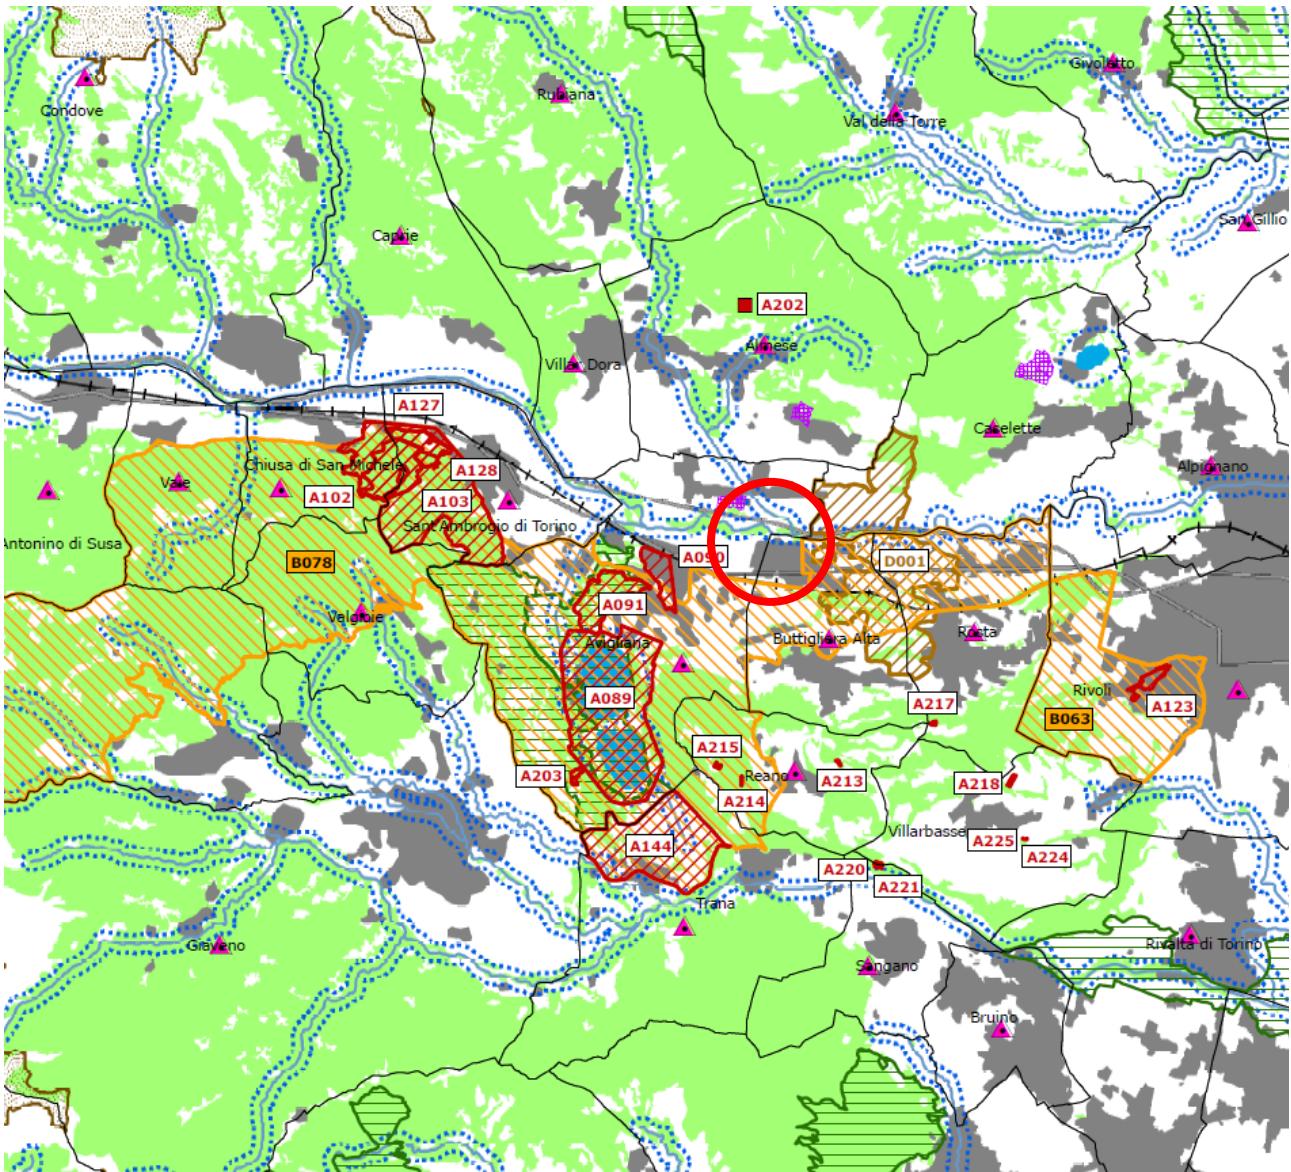 Givoletto
Rubiana
Condove
Val della Torre
San Gillio
Caprie
A202
Almese
Villar Dora
A127
Caselette
Chiusa di San Michele
A128
Alpignano
Vaie
A102
A103
Sant'Ambrogio di Torino
Antonino di Susa
A090
B078
D001
A091
Valgioie
Buttigliera Alta
Rosta
Avigliana
A089
Rivoli
A217
A123
B063
A215
A203
Reano
A213
A218
A214
Villarbasse
A225
A144
A224
A220
A221
Trana
Giaveno
Rivalta di Torino
Sangano
Bruino